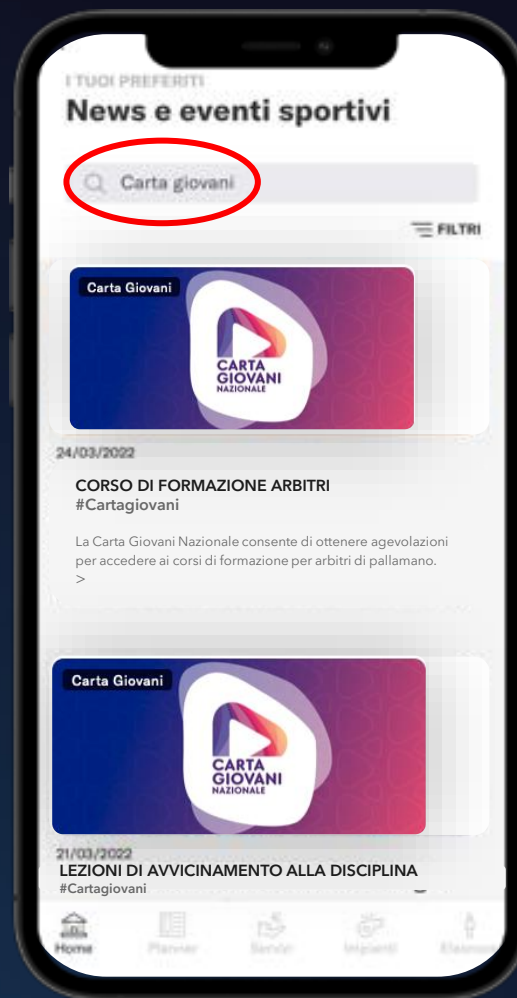 I TUOI PREFERITI
News e eventi sportivi
Carta giovani
FILTRI
Carta Giovani
CARTA
GIOVANI
NAZIONALE
24/03/2022
CORSO DI FORMAZIONE ARBITRI
#Cartagiovani
La Carta Giovani Nazionale consente di ottenere agevolazioni
per accedere ai corsi di formazione per arbitri di pallamano.
>
Carta Giovani
CARTA
GIOVANI
NAZIONALE
21/03/2022
LEZIONI DI AVVICINAMENTO ALLA DISCIPLINA
#Cartagiovani
Home Planner Servizi Impianti